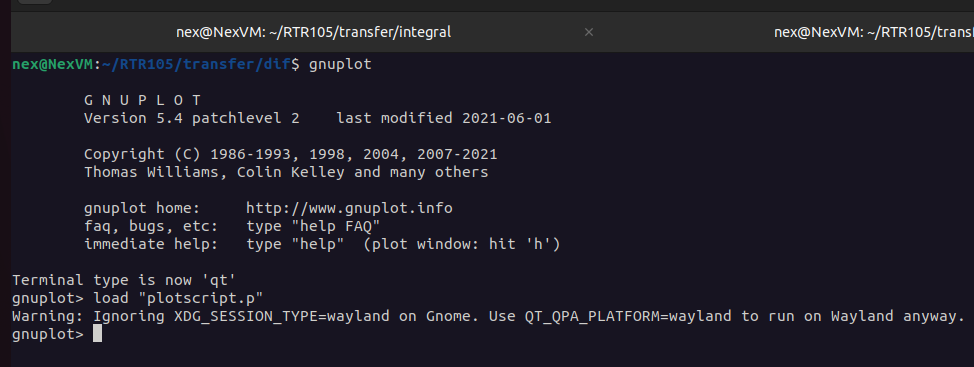 nex@NexVM: ~/RTR105/transfer/integral
×
nex@NexVM: ~/RTR105/trans
nex@NexVM:~/RTR105/transfer/dif$ gnuplot
G N U P L O T
Version 5.4 patchlevel 2    last modified 2021-06-01
Copyright (C) 1986-1993, 1998, 2004, 2007-2021
Thomas Williams, Colin Kelley and many others
gnuplot home:     http://www.gnuplot.info
faq, bugs, etc:   type "help FAQ"
immediate help:   type "help"  (plot window: hit 'h')
Terminal type is now 'qt'
gnuplot> load "plotscript.p"
Warning: Ignoring XDG_SESSION_TYPE=wayland on Gnome. Use QT_QPA_PLATFORM=wayland to run on Wayland anyway.
gnuplot>